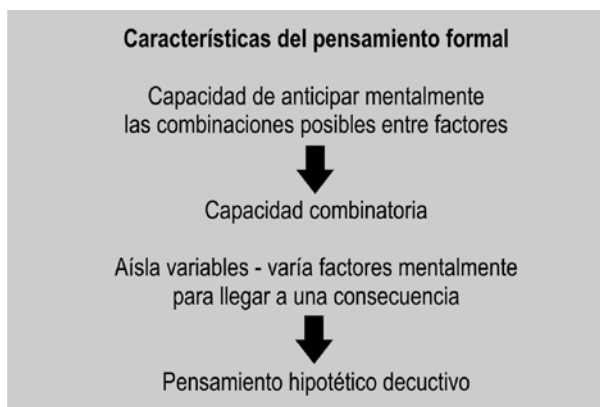 Características del pensamiento formal
Capacidad de anticipar mentalmente
las combinaciones posibles entre factores
Capacidad combinatoria
Aísla variables - varía factores mentalmente
para llegar a una consecuencia
Pensamiento hipotético decuctivo